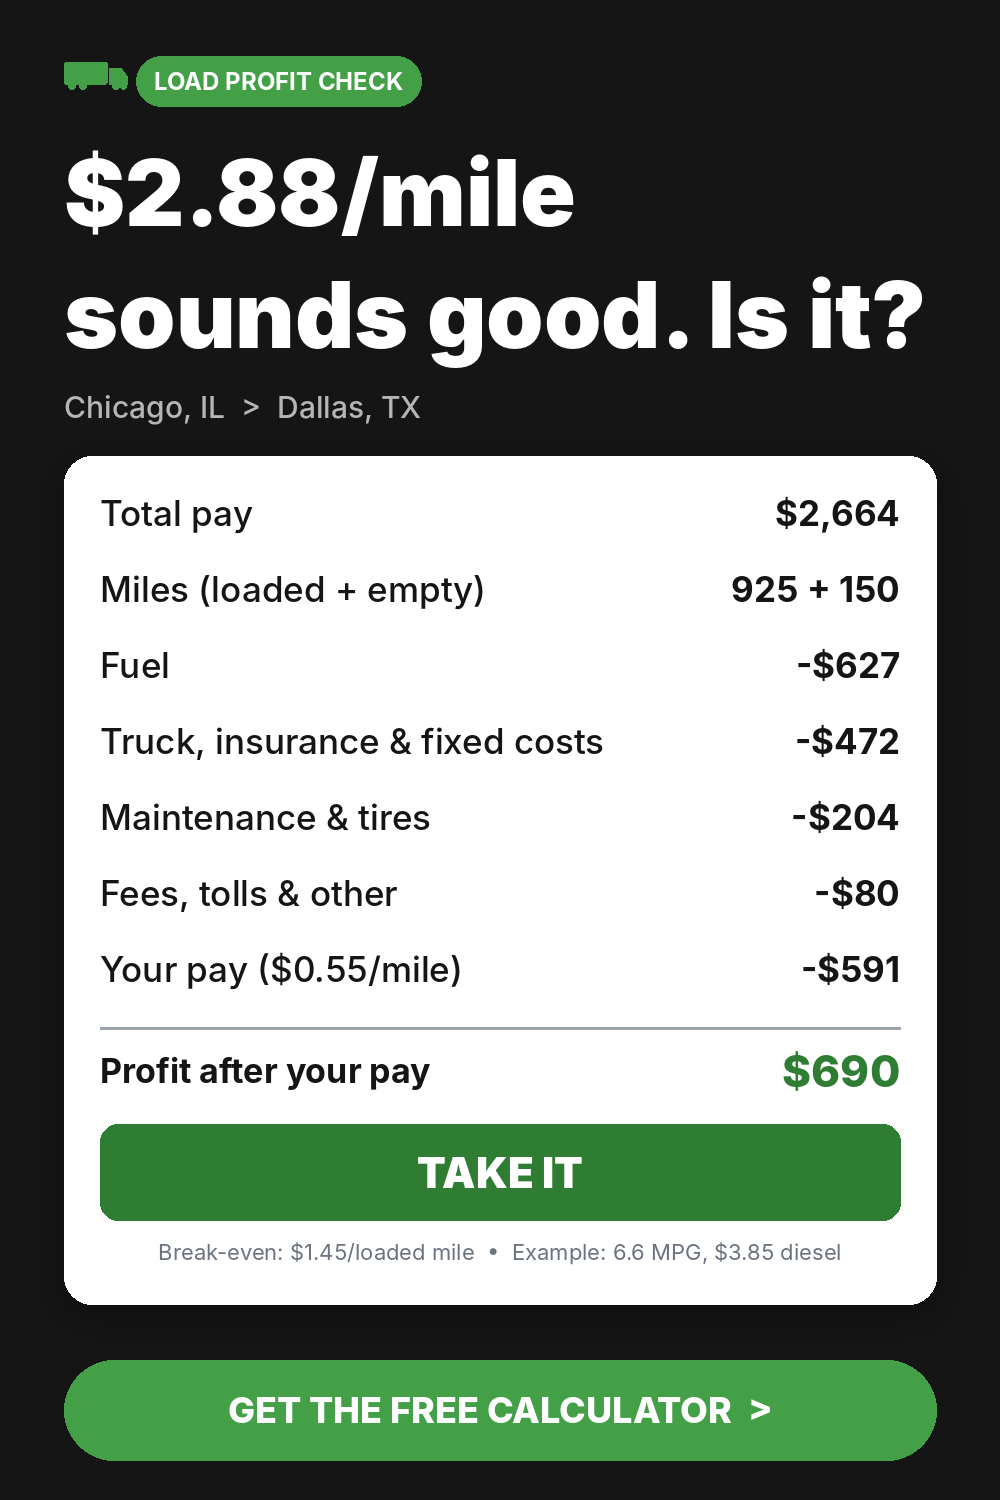 LOAD PROFIT CHECK
$2.88/mile
sounds good. Is it?
Chicago, IL > Dallas, TX
Total pay $2,664
Miles (loaded + empty) 925 + 150
Fuel -$627
Truck, insurance & fixed costs -$472
Maintenance & tires -$204
Fees, tolls & other -$80
Your pay ($0.55/mile) -$591
Profit after your pay $690
TAKE IT
Break-even: $1.45/loaded mile • Example: 6.6 MPG, $3.85 diesel
GET THE FREE CALCULATOR >